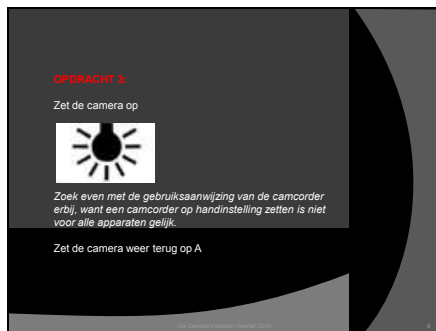 OPDRACHT 3:
Zet de camera op
Zoek even met de gebruiksaanwijzing van de camcorder
erbij, want een camcorder op handinstelling zetten is niet
voor alle apparaten gelijk.
Zet de camera weer terug op A
9